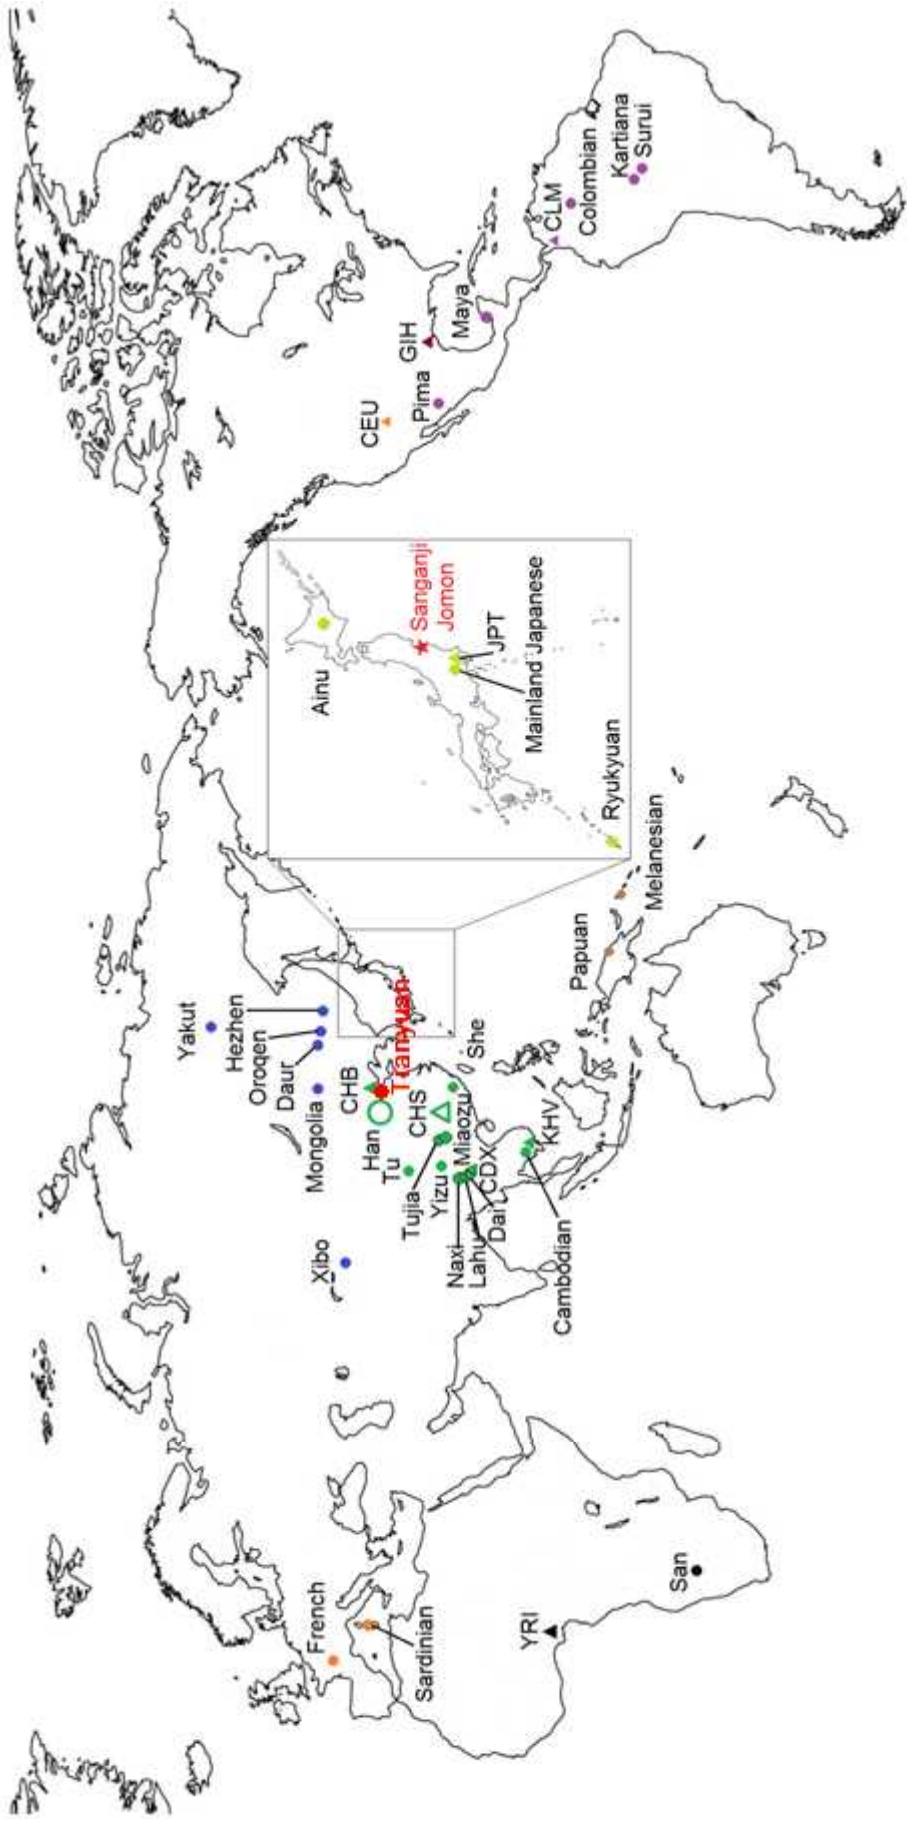 Yakut
Hezhen
Oroqen
Daur
Mongolia
Xibo
CHB
Han
Tianyuan
Tu
CHS
She
Tujia
Yizu
Miaozu
Naxi
Lahu
CDX
Dai
KHV
Cambodian
French
Sardinian
YRI
San
Papuan
Melanesian
Ainu
Sanganji
Jomon
JPT
Mainland Japanese
Ryukyuan
CEU
GIH
Pima
Maya
CLM
Colombian
Kartiana
Surui